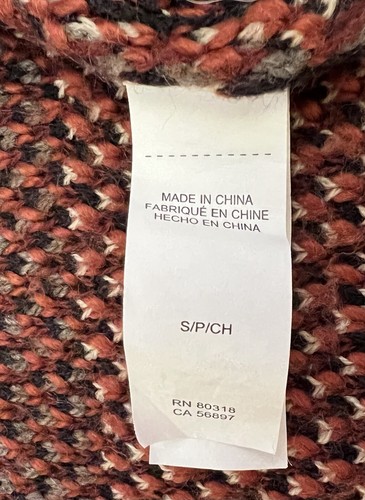 MADE IN CHINA
FABRIQUÉ EN CHINE
HECHO EN CHINA
S/P/CH
RN 80318
CA 56897